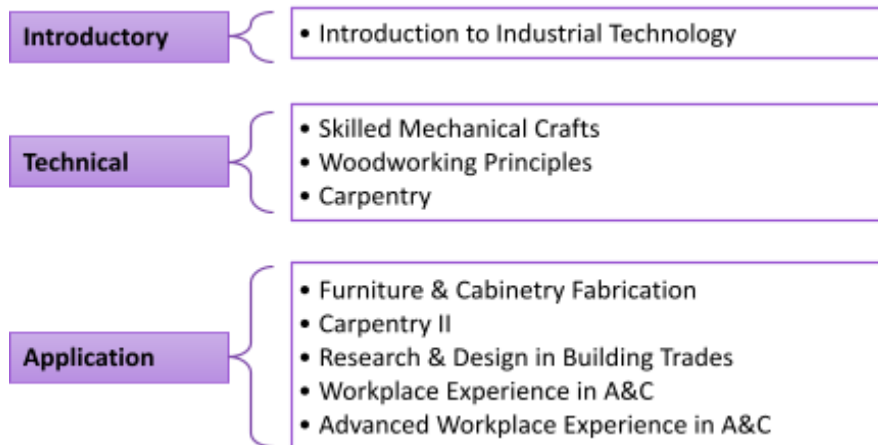 Introductory
• Introduction to Industrial Technology
Technical
• Skilled Mechanical Crafts
• Woodworking Principles
• Carpentry
Application
• Furniture & Cabinetry Fabrication
• Carpentry II
• Research & Design in Building Trades
• Workplace Experience in A&C
• Advanced Workplace Experience in A&C